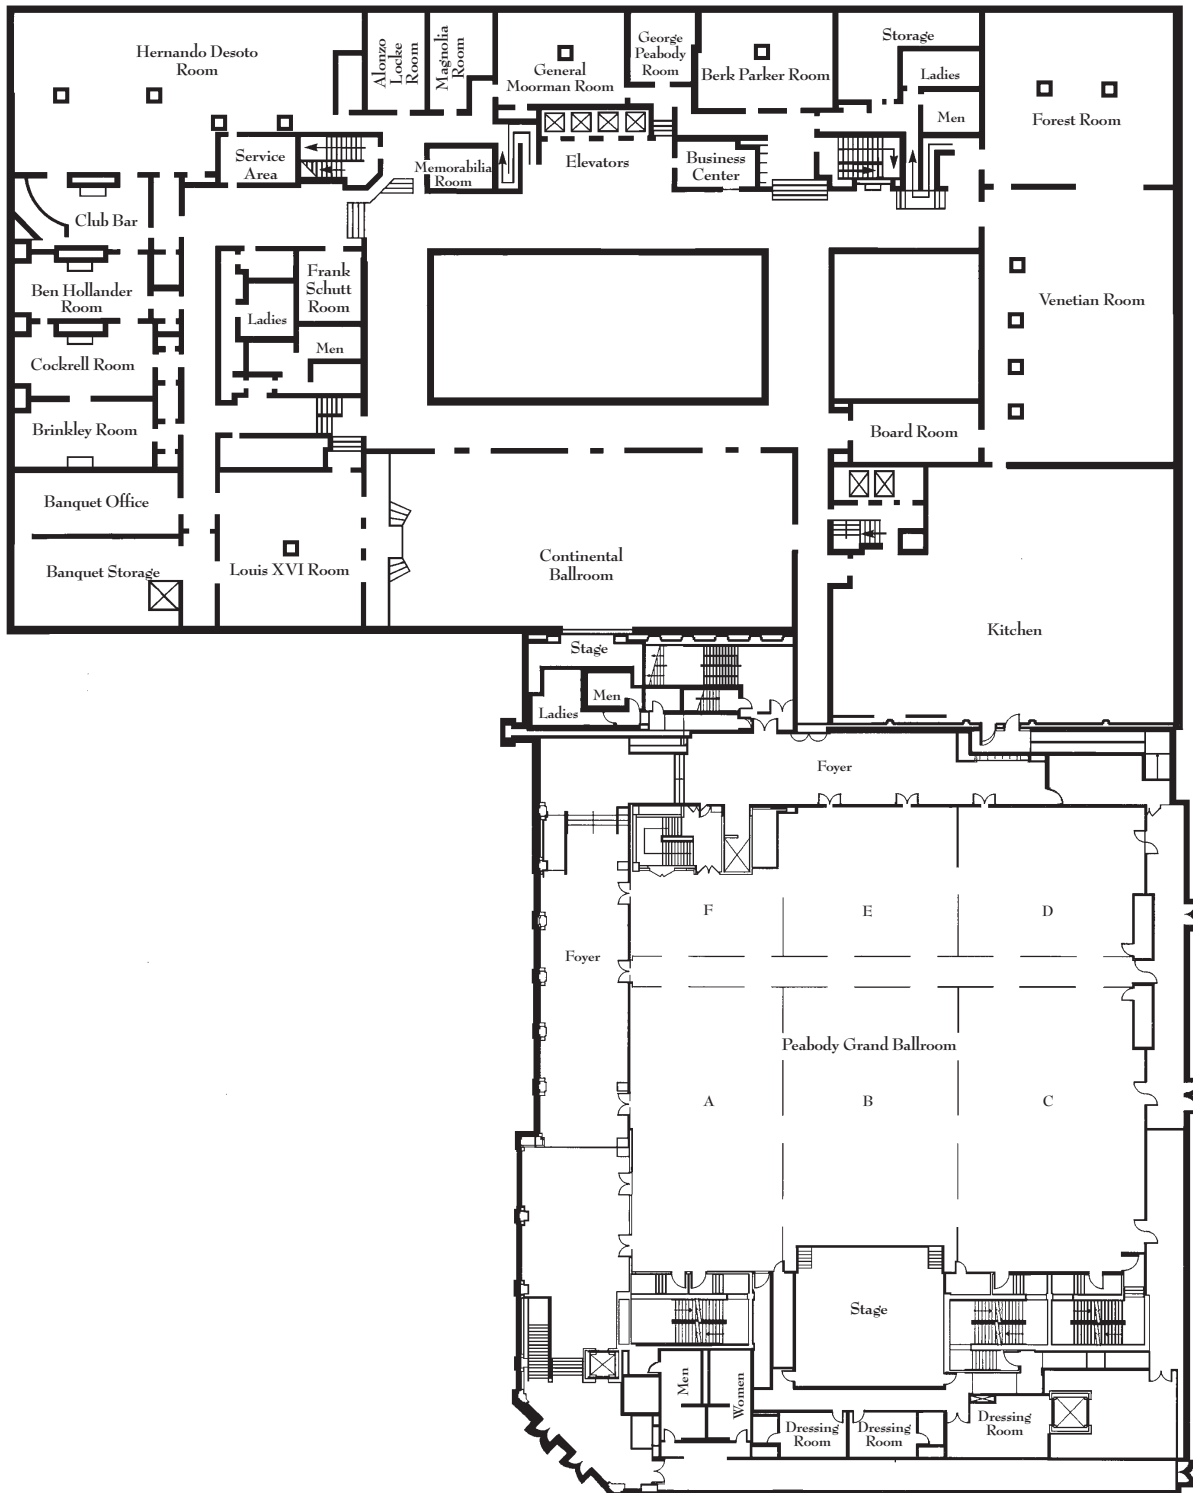 Hernando Desoto
Room
Alonzo
Locke
Room
Magnolia
Room
General
Moorman Room
George
Peabody
Room
Berk Parker Room
Storage
Ladies
Men
Forest Room
Service
Area
Memorabilia
Room
Elevators
Business
Center
Club Bar
Ben Hollander
Room
Frank
Schutt
Room
Ladies
Men
Venetian Room
Cockrell Room
Brinkley Room
Board Room
Banquet Office
Banquet Storage
Louis XVI Room
Continental
Ballroom
Kitchen
Stage
Men
Ladies
Foyer
F
E
D
Foyer
Peabody Grand Ballroom
A
B
C
Stage
Men
Women
Dressing
Room
Dressing
Room
Dressing
Room